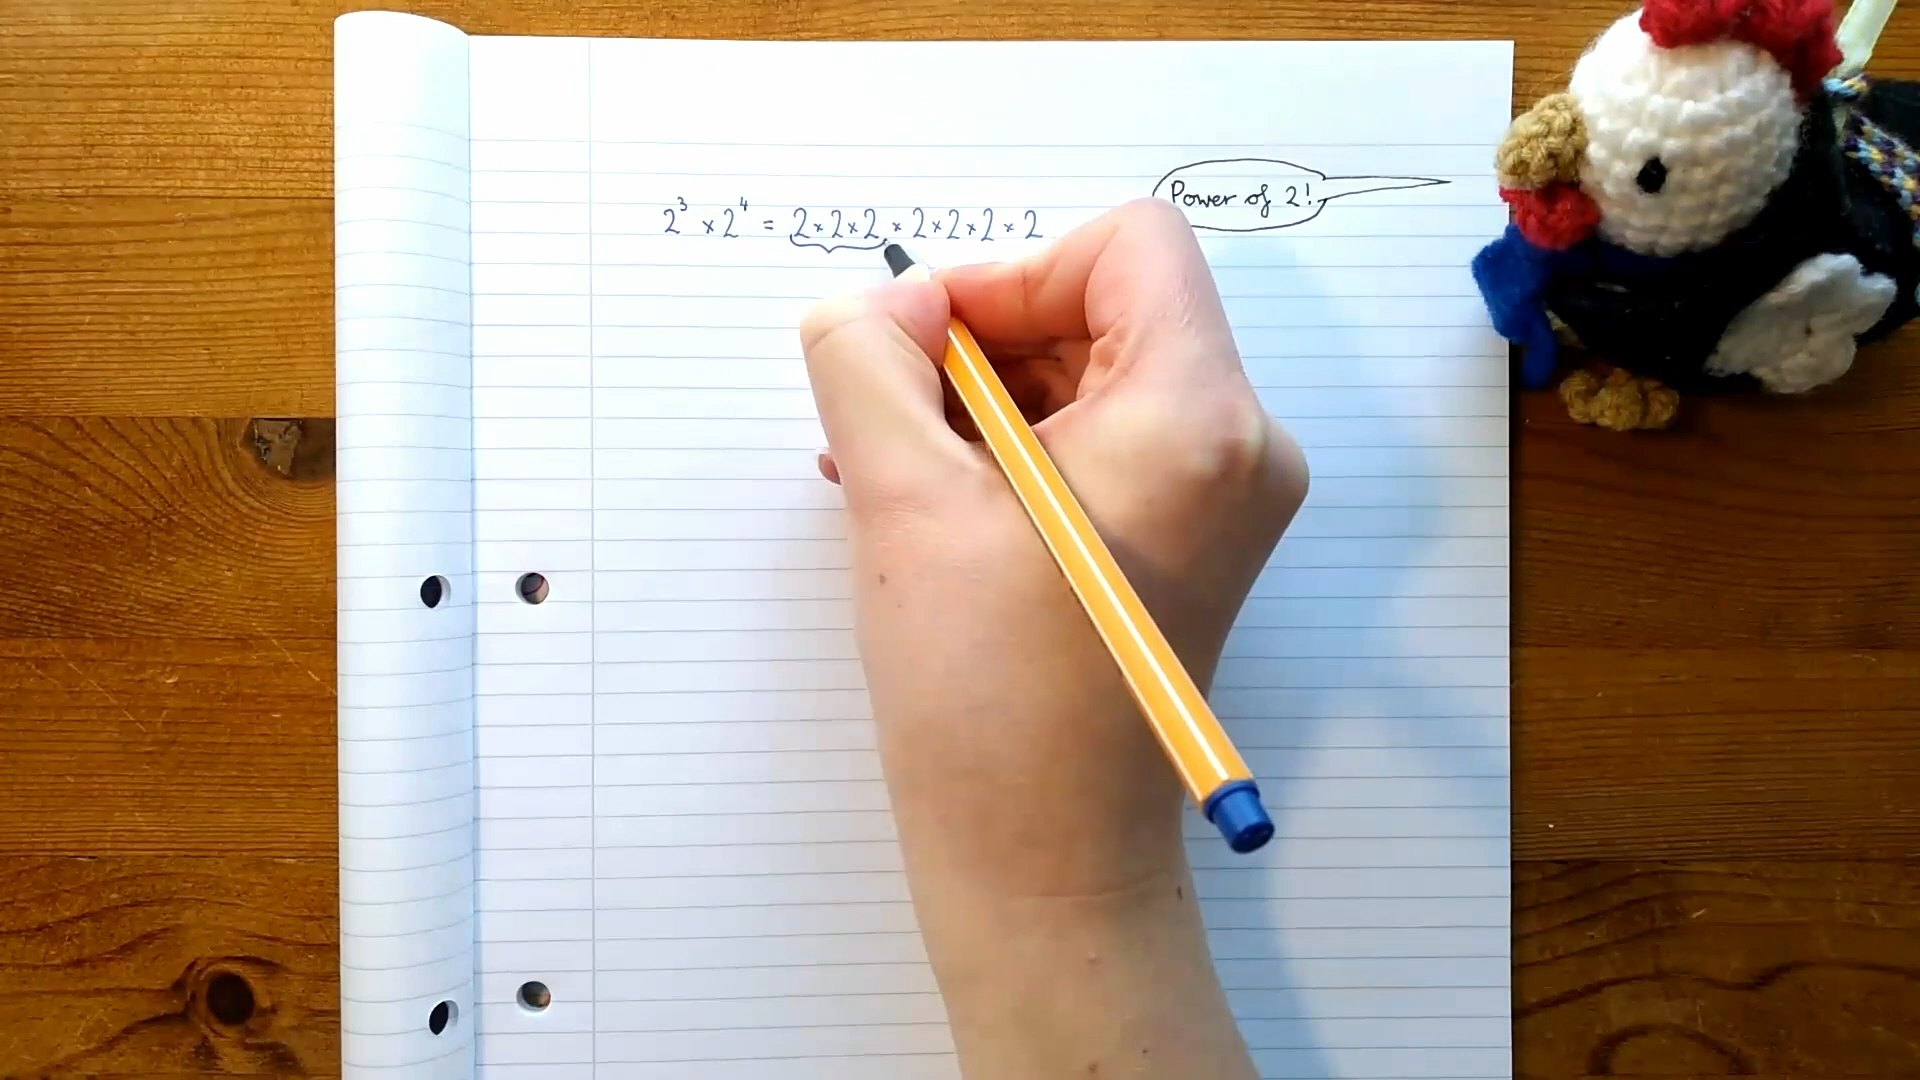 2³ × 2⁴ = 2 × 2 × 2 × 2 × 2 × 2 × 2
Power of 2!